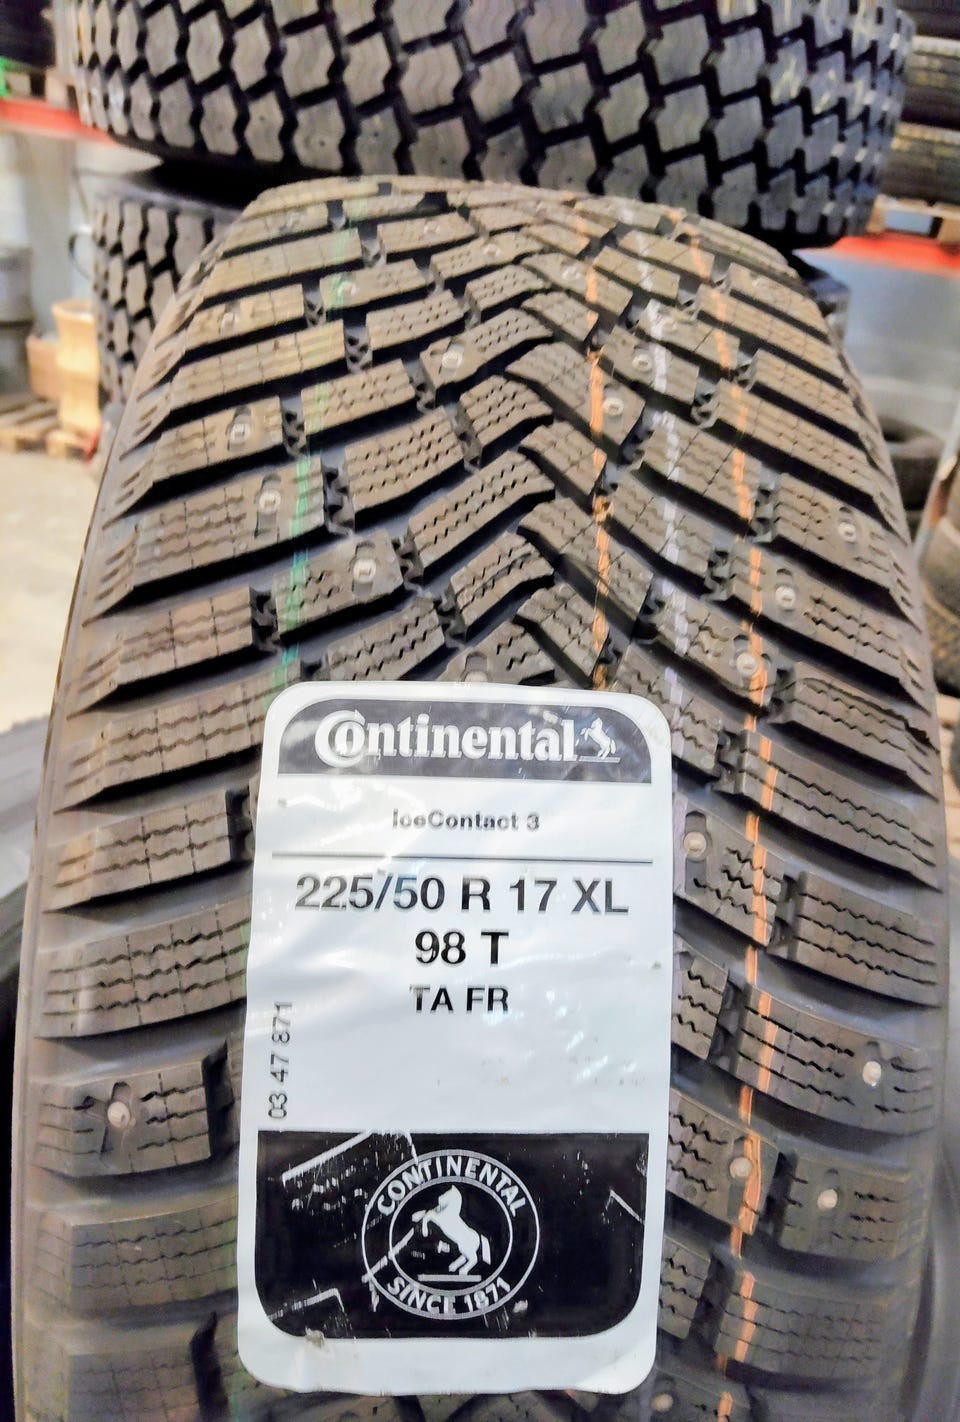 Continental
IceContact 3
225/50 R 17 XL
98 T
TA FR
03 47 871
CONTINENTAL
SINCE 1871